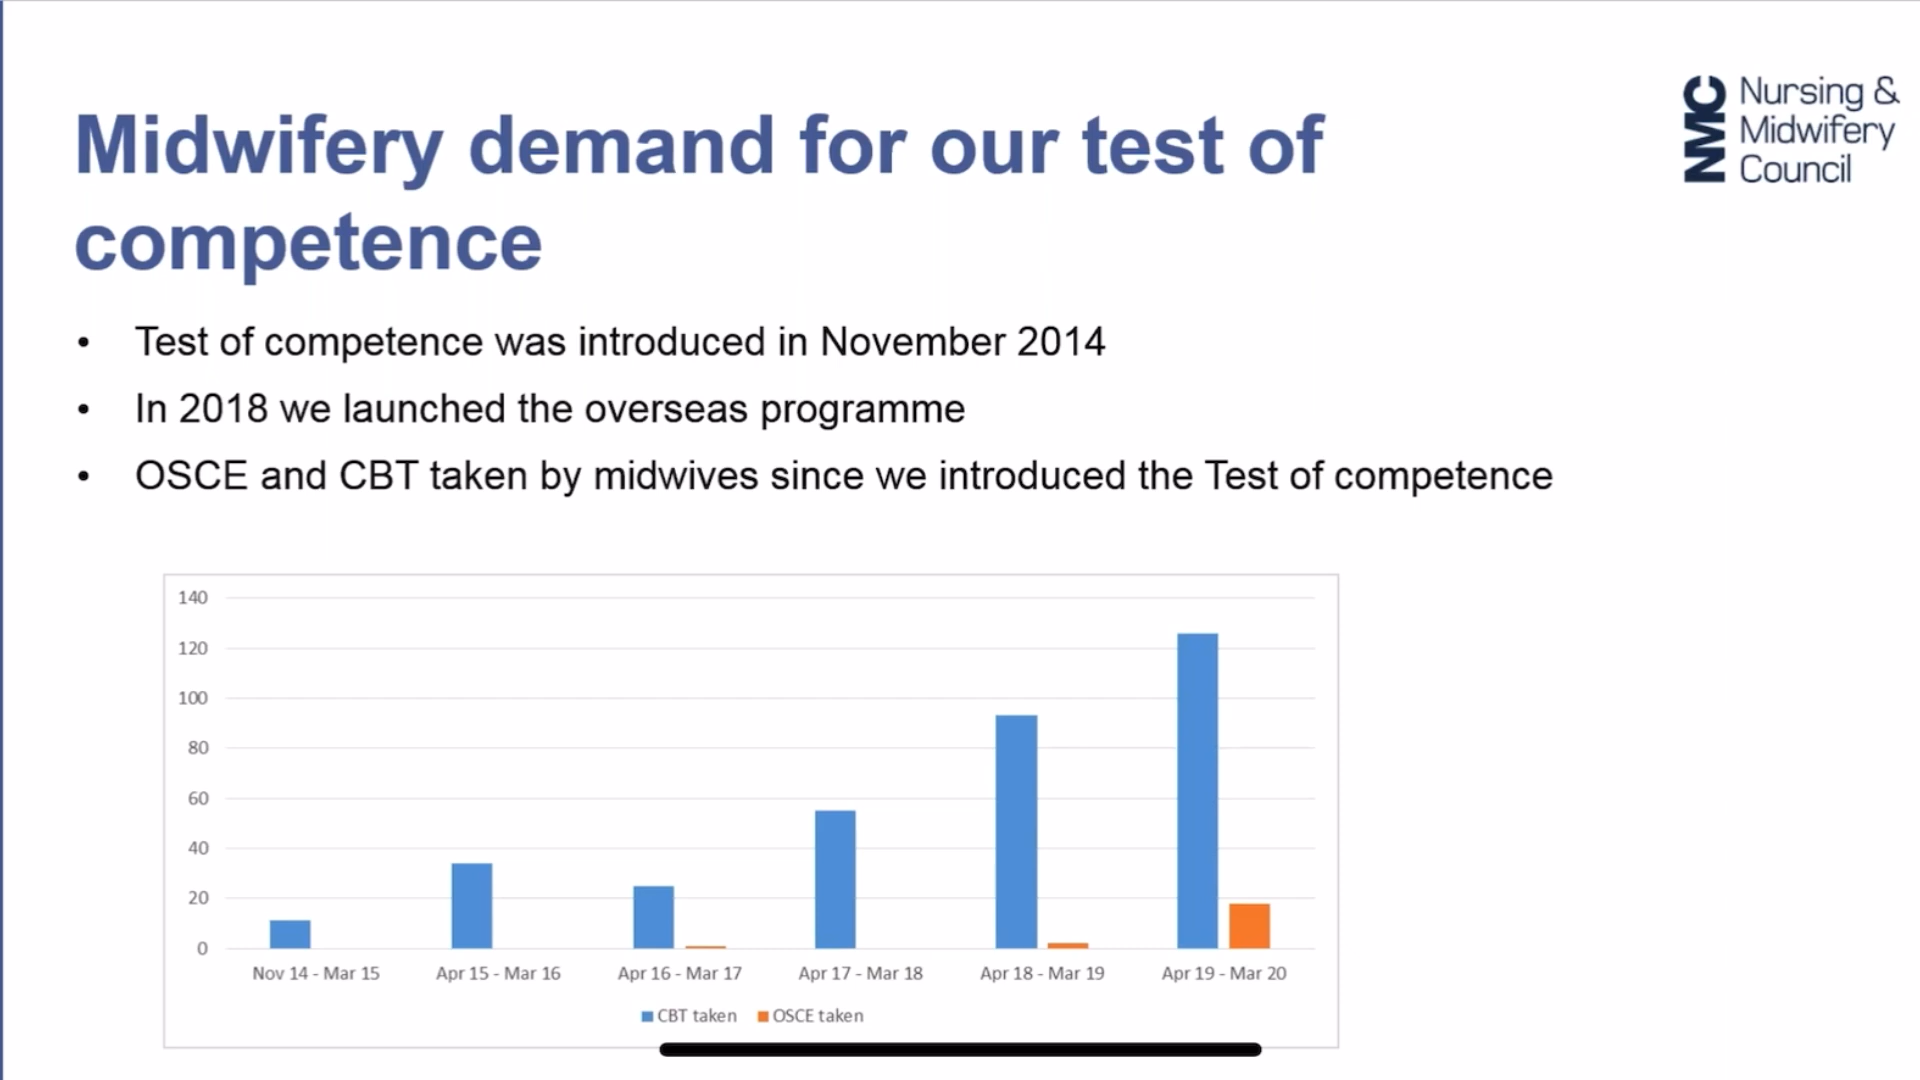 Midwifery demand for our test of
competence
NMC
Nursing &
Midwifery
Council
• Test of competence was introduced in November 2014
• In 2018 we launched the overseas programme
• OSCE and CBT taken by midwives since we introduced the Test of competence
140
120
100
80
60
40
20
0
Nov 14 - Mar 15 Apr 15 - Mar 16 Apr 16 - Mar 17 Apr 17 - Mar 18 Apr 18 - Mar 19 Apr 19 - Mar 20
CBT taken OSCE taken